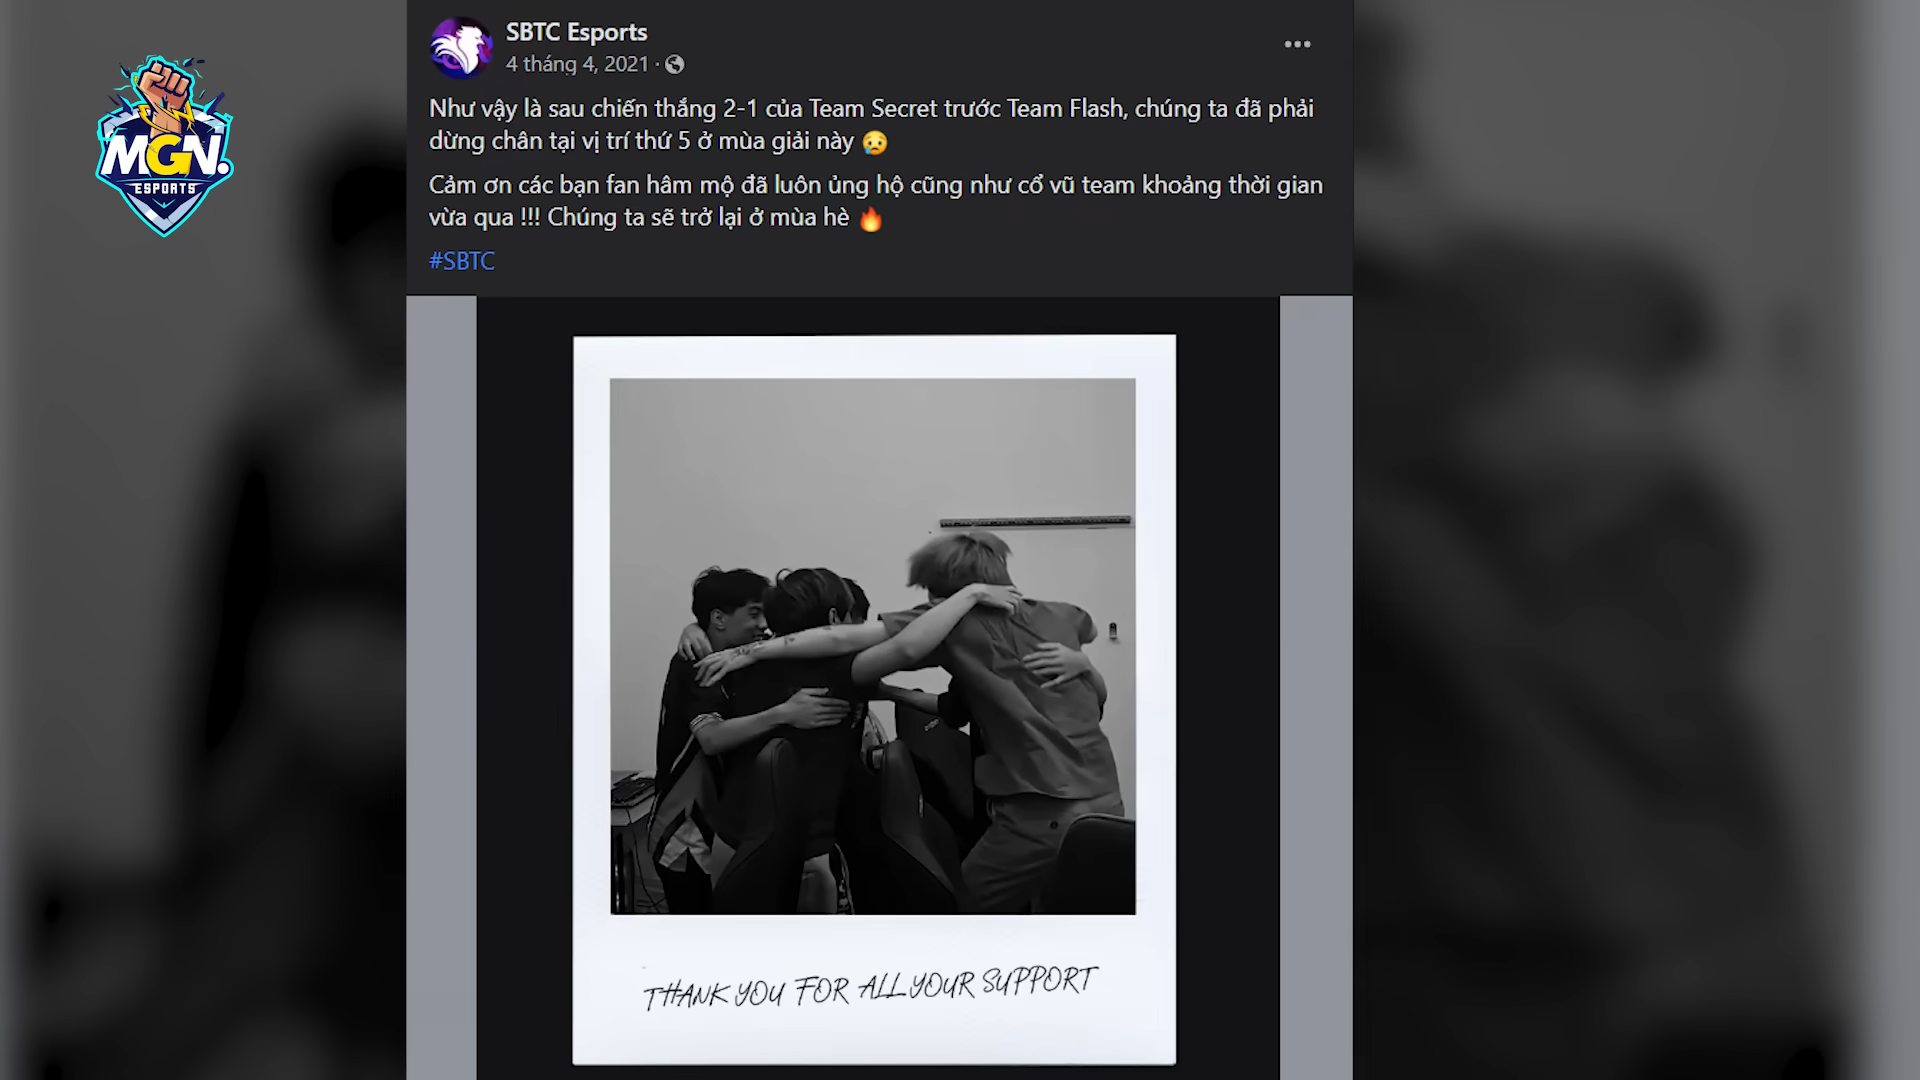 MGN.
ESPORTS
SBTC Esports
4 tháng 4, 2021 ·
Như vậy là sau chiến thắng 2-1 của Team Secret trước Team Flash, chúng ta đã phải
dừng chân tại vị trí thứ 5 ở mùa giải này 😥
Cảm ơn các bạn fan hâm mộ đã luôn ủng hộ cũng như cổ vũ team khoảng thời gian
vừa qua !!! Chúng ta sẽ trở lại ở mùa hè 🔥
#SBTC
THANK YOU FOR ALL YOUR SUPPORT